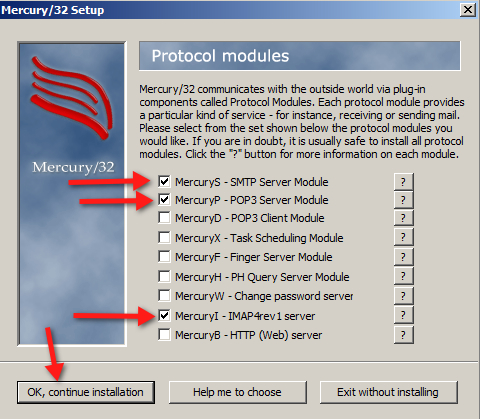 Mercury/32 Setup
Protocol modules
Mercury/32 communicates with the outside world via plug-in
components called Protocol Modules. Each protocol module provides
a particular kind of service - for instance, receiving or sending mail.
Please select from the set shown below the protocol modules you
would like. If you are in doubt, it is usually safe to install all protocol
modules. Click the "?" button for more information on each module.
Mercury/32
MercuryS - SMTP Server Module ?
MercuryP - POP3 Server Module ?
MercuryD - POP3 Client Module ?
MercuryX - Task Scheduling Module ?
MercuryF - Finger Server Module ?
MercuryH - PH Query Server Module ?
MercuryW - Change password server ?
MercuryI - IMAP4rev1 server ?
MercuryB - HTTP (Web) server ?
OK, continue installation Help me to choose Exit without installing